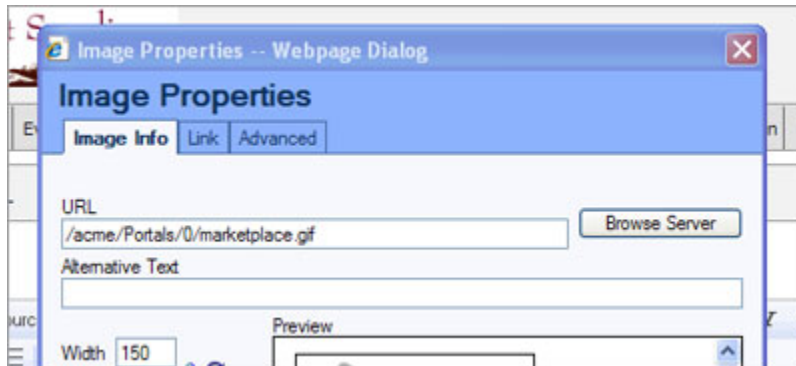 Image Properties -- Webpage Dialog
Image Properties
Image Info Link Advanced
URL
/acme/Portals/0/marketplace.gif Browse Server
Alternative Text
Preview
Width 150